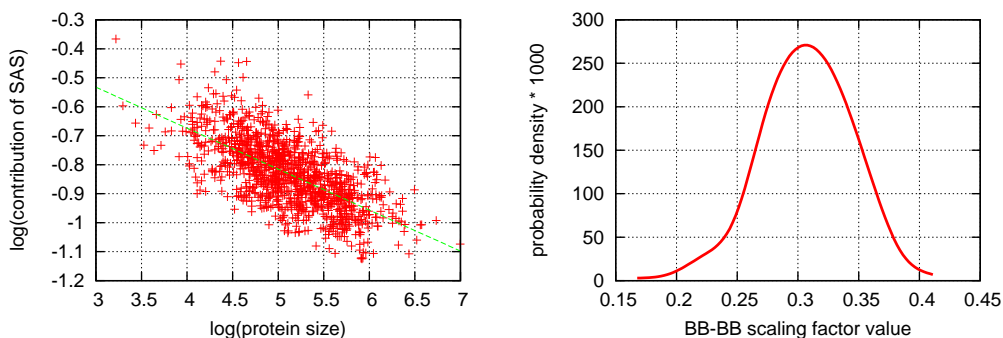 log(contribution of SAS)
-0.3
-0.4
-0.5
-0.6
-0.7
-0.8
-0.9
-1
-1.1
-1.2
3 3.5 4 4.5 5 5.5 6 6.5 7
log(protein size)
probability density * 1000
300
250
200
150
100
50
0
0.15 0.2 0.25 0.3 0.35 0.4 0.45
BB-BB scaling factor value